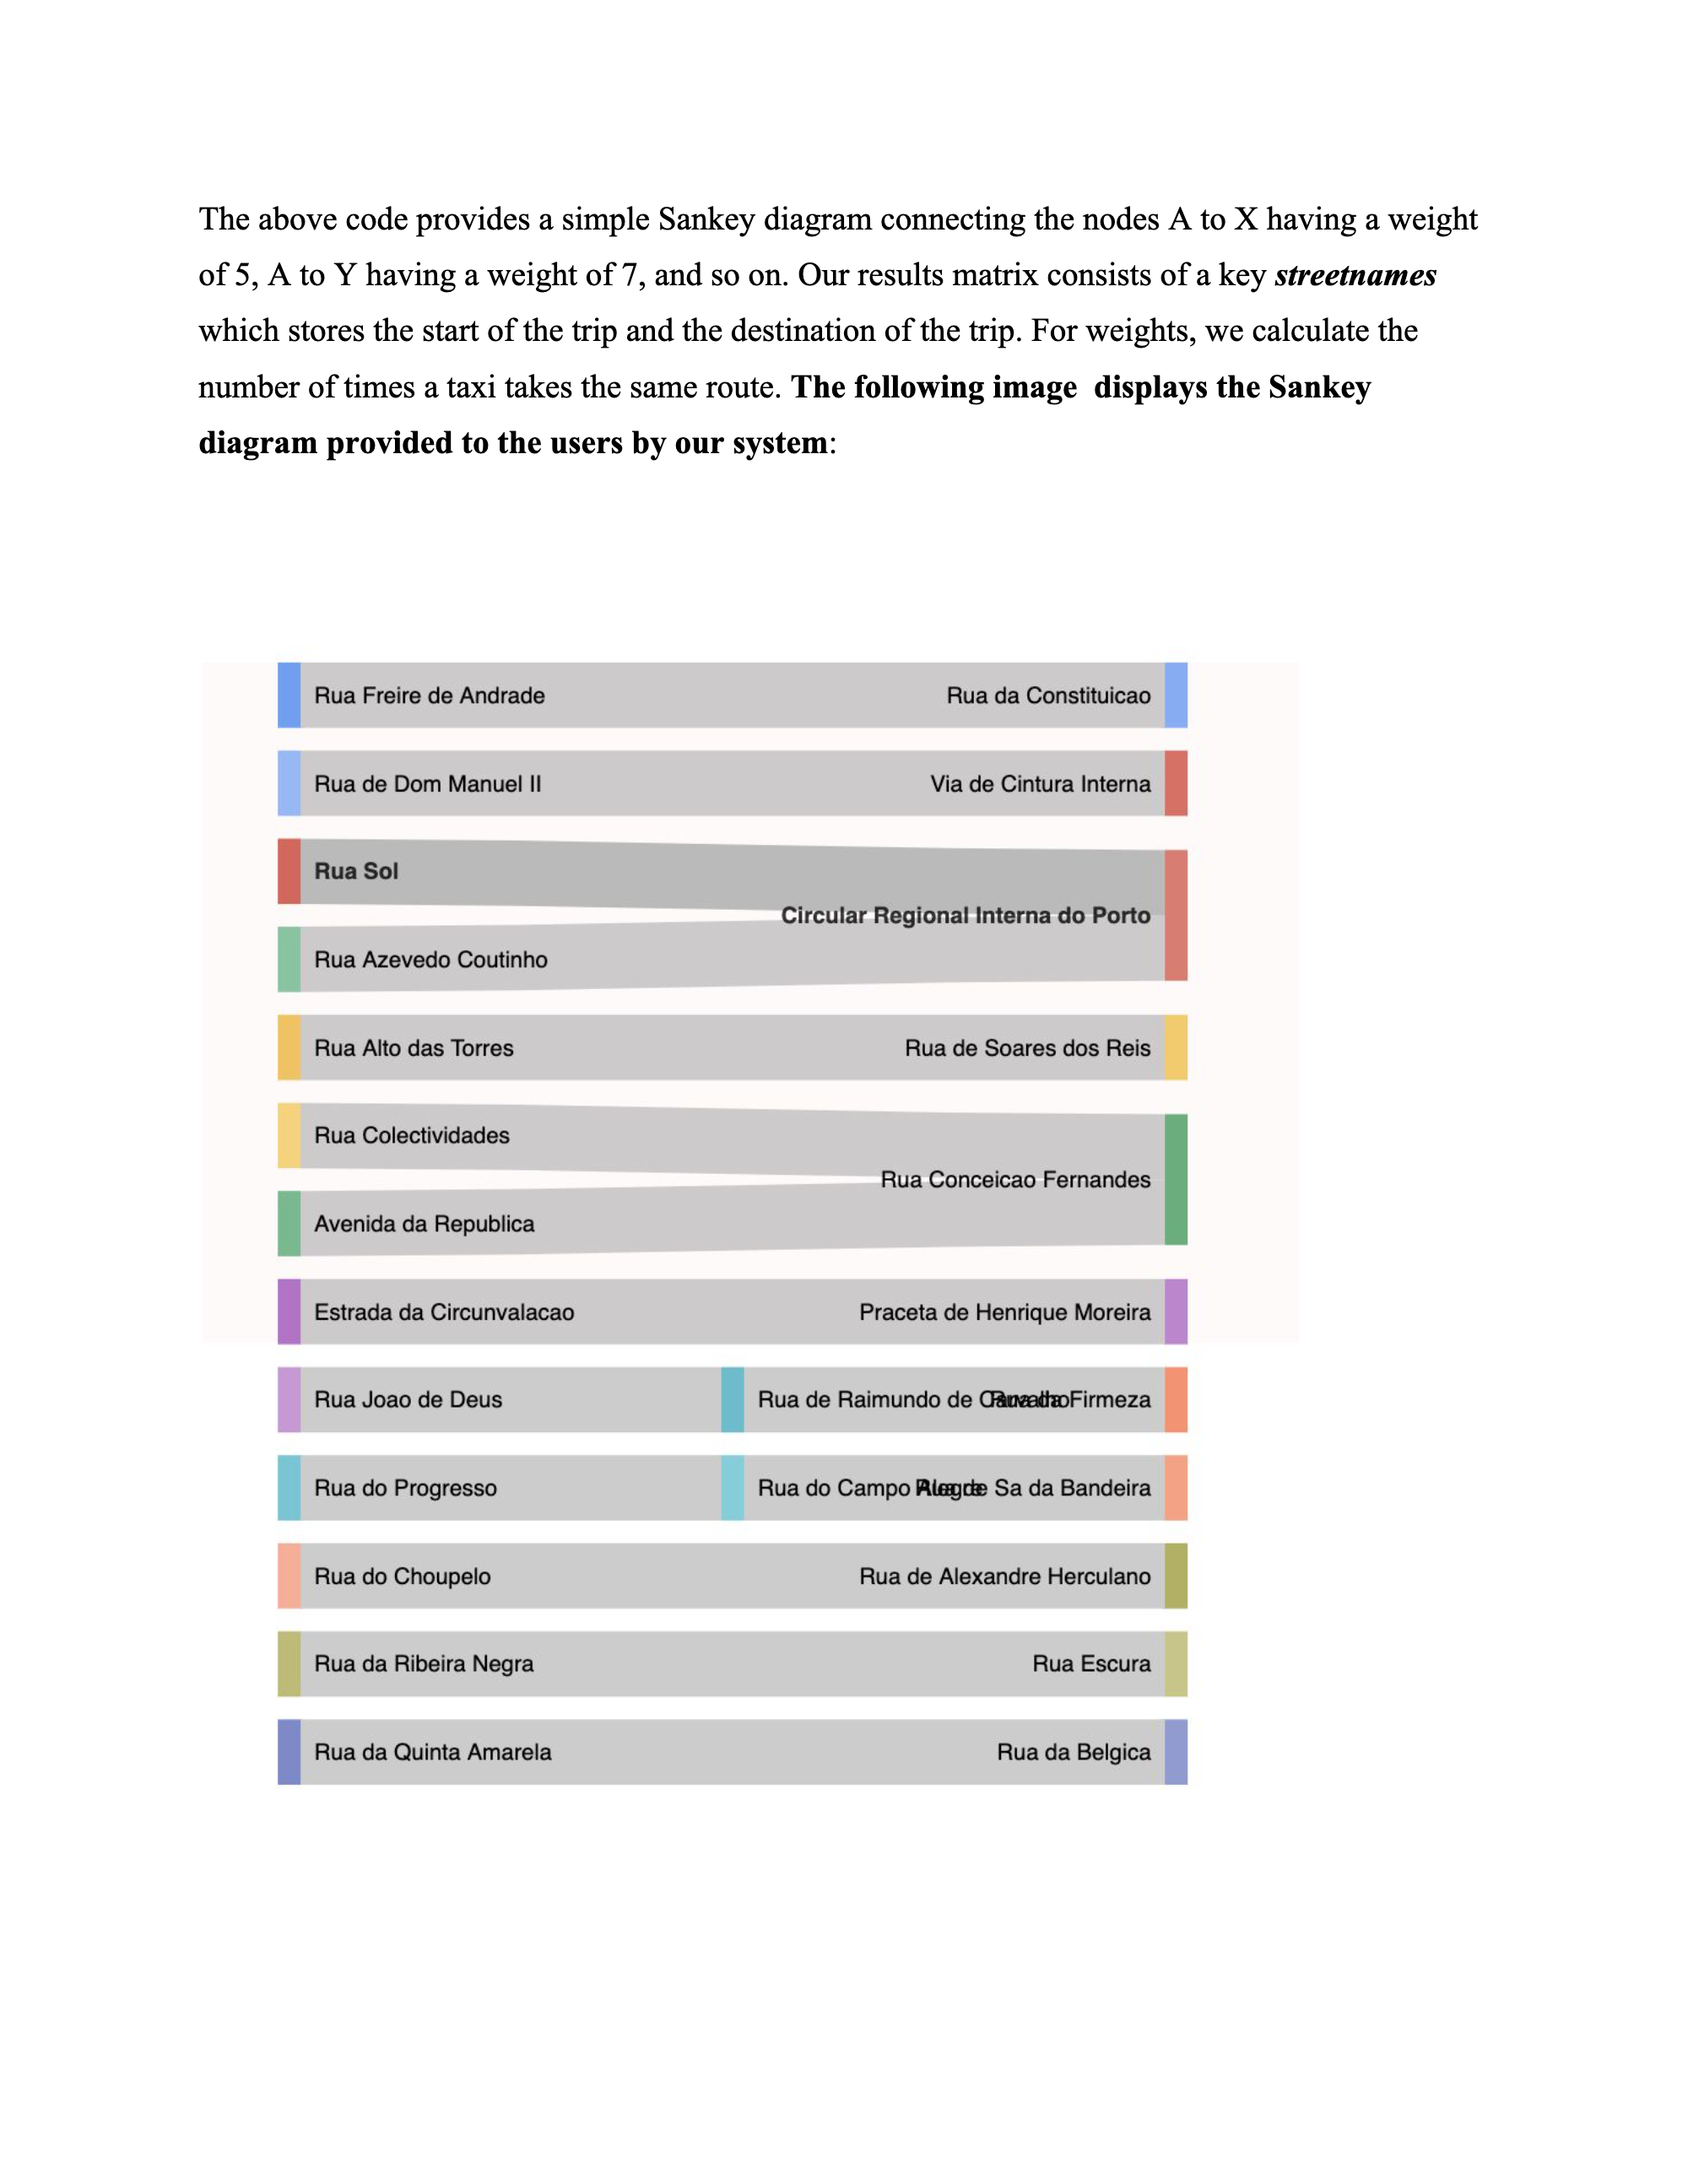 The above code provides a simple Sankey diagram connecting the nodes A to X having a weight
of 5, A to Y having a weight of 7, and so on. Our results matrix consists of a key streetnames
which stores the start of the trip and the destination of the trip. For weights, we calculate the
number of times a taxi takes the same route. The following image  displays the Sankey
diagram provided to the users by our system:
Rua Freire de Andrade Rua da Constituicao
Rua de Dom Manuel II Via de Cintura Interna
Rua Sol
Circular Regional Interna do Porto
Rua Azevedo Coutinho
Rua Alto das Torres Rua de Soares dos Reis
Rua Colectividades
Rua Conceicao Fernandes
Avenida da Republica
Estrada da Circunvalacao Praceta de Henrique Moreira
Rua Joao de Deus Rua de Raimundo de Carvalho Rua da Firmeza
Rua do Progresso Rua do Campo Alegre Rua de Sa da Bandeira
Rua do Choupelo Rua de Alexandre Herculano
Rua da Ribeira Negra Rua Escura
Rua da Quinta Amarela Rua da Belgica